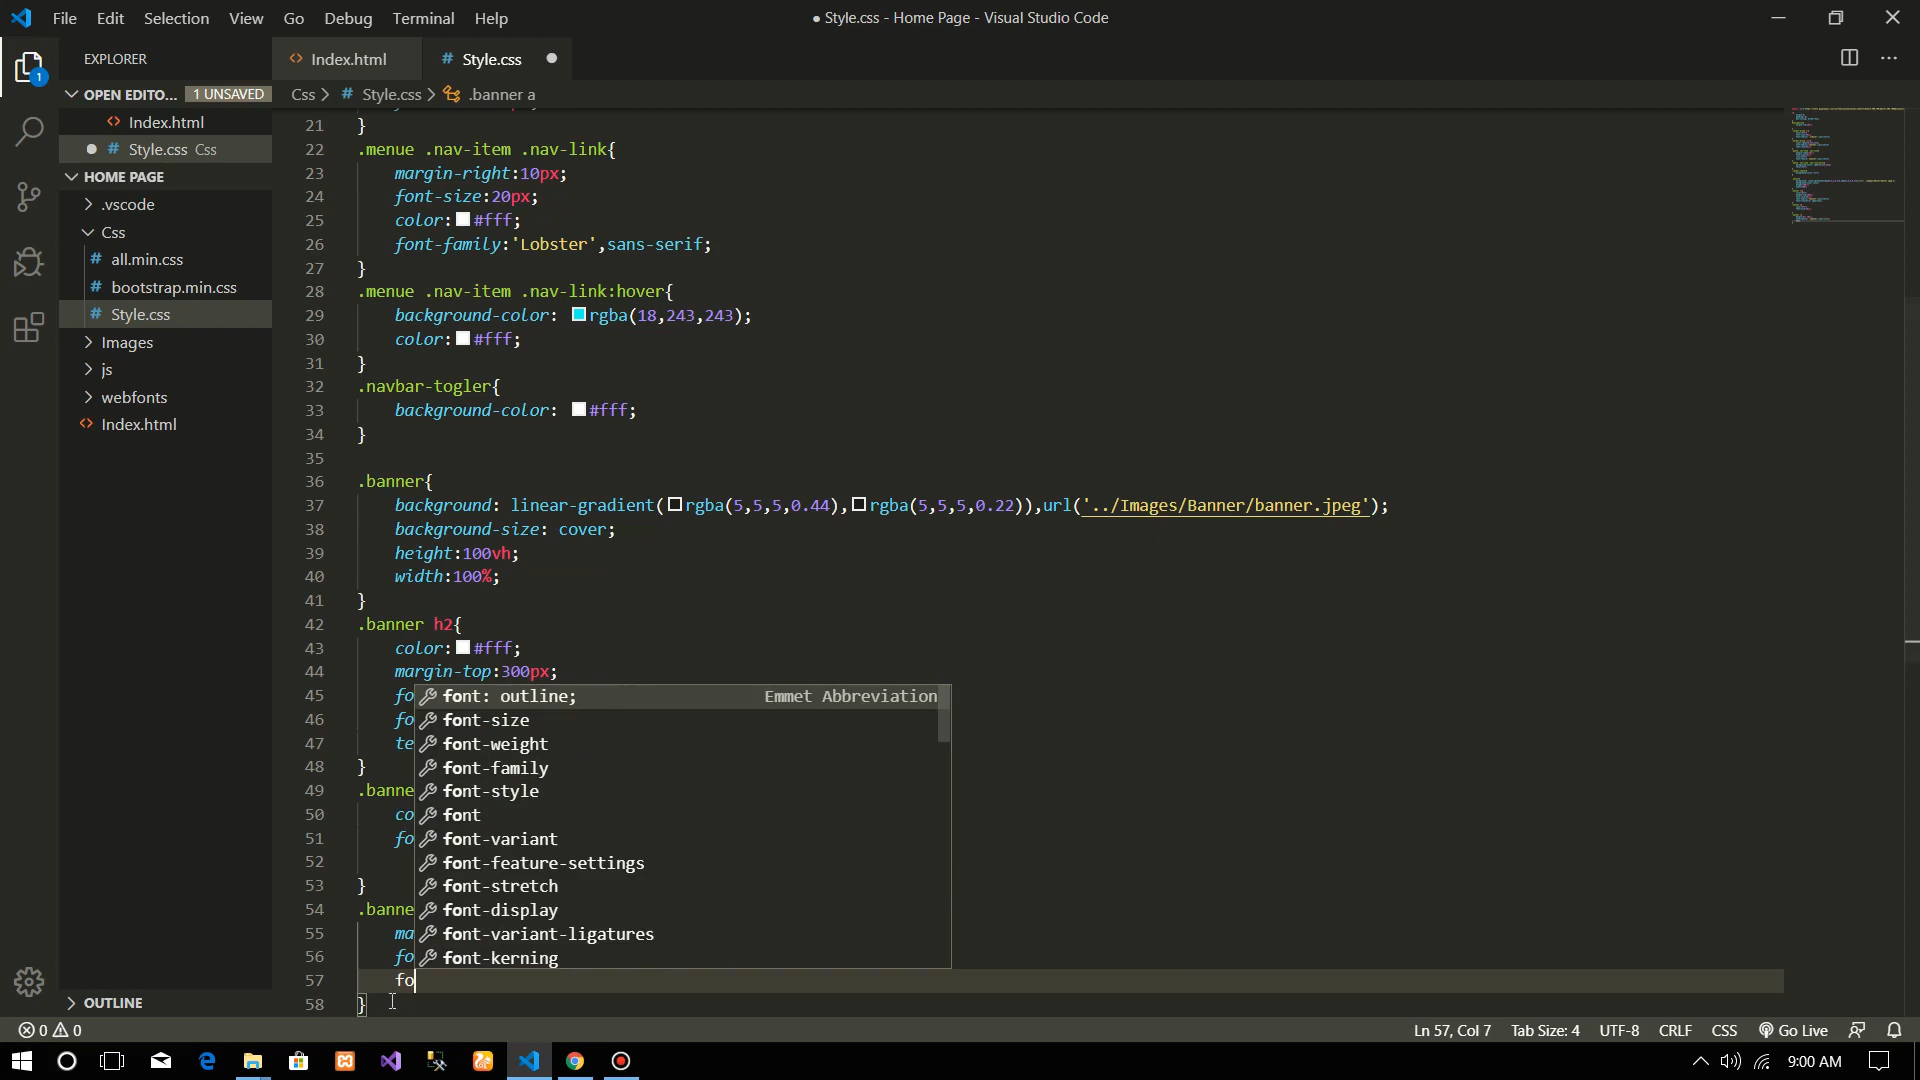 File Edit Selection View Go Debug Terminal Help
● Style.css - Home Page - Visual Studio Code
EXPLORER
Index.html
Style.css
OPEN EDITO... 1 UNSAVED
Css > Style.css > .banner a
Index.html
Style.css Css
HOME PAGE
.vscode
Css
all.min.css
bootstrap.min.css
Style.css
Images
js
webfonts
Index.html
OUTLINE
21 }
22 .menue .nav-item .nav-link{
23 margin-right:10px;
24 font-size:20px;
25 color:#fff;
26 font-family:'Lobster',sans-serif;
27 }
28 .menue .nav-item .nav-link:hover{
29 background-color: rgba(18,243,243);
30 color:#fff;
31 }
32 .navbar-togler{
33 background-color: #fff;
34 }
35
36 .banner{
37 background: linear-gradient(rgba(5,5,5,0.44),rgba(5,5,5,0.22)),url('../Images/Banner/banner.jpeg');
38 background-size: cover;
39 height:100vh;
40 width:100%;
41 }
42 .banner h2{
43 color:#fff;
44 margin-top:300px;
45 fo
46 fo
47 te
48 }
49 .banne
50 co
51 fo
52
53 }
54 .banne
55 ma
56 fo
57 fo
58 }
font: outline; Emmet Abbreviation
font-size
font-weight
font-family
font-style
font
font-variant
font-feature-settings
font-stretch
font-display
font-variant-ligatures
font-kerning
0 0
Ln 57, Col 7 Tab Size: 4 UTF-8 CRLF CSS Go Live
9:00 AM